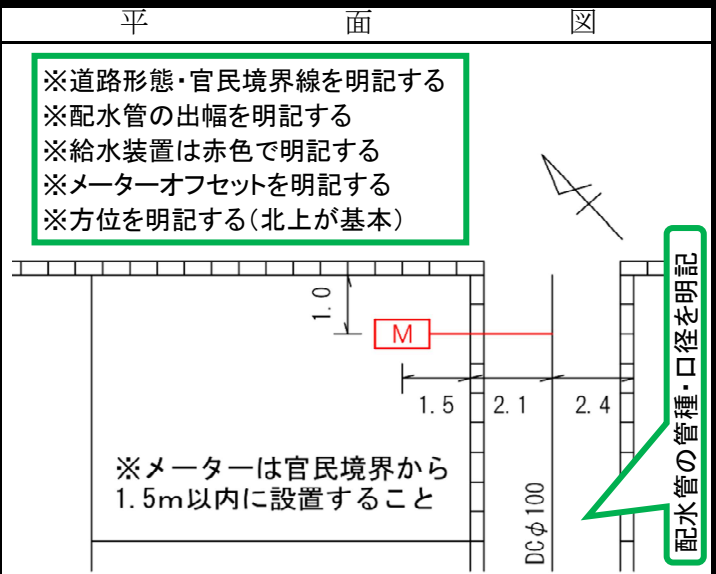 平 面 図
※道路形態・官民境界線を明記する
※配水管の出幅を明記する
※給水装置は赤色で明記する
※メーターオフセットを明記する
※方位を明記する(北上が基本)
1.0
M
1.5
2.1
2.4
※メーターは官民境界から
1.5m以内に設置すること
DCφ100
配水管の管種・口径を明記